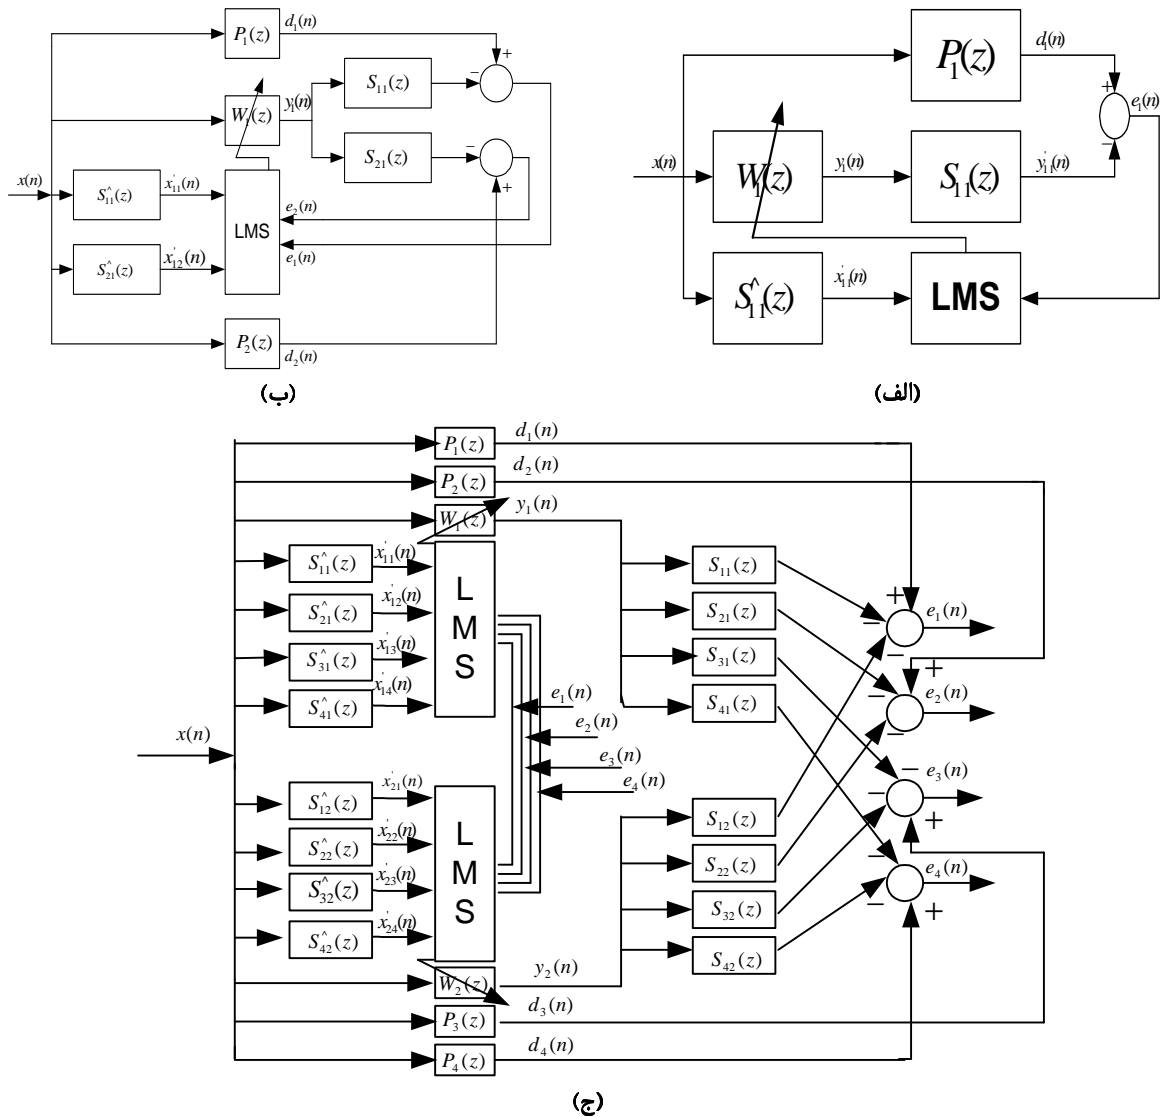 P₁(z)
d₁(n)
+
−
S₁₁(z)
W₁(z)
y₁(n)
S₂₁(z)
−
+
x(n)
S^₁₁(z)
x'₁₁(n)
LMS
e₂(n)
e₁(n)
S^₂₁(z)
x'₁₂(n)
P₂(z)
d₂(n)
(ب)
P₁(z)
d₁(n)
+
e₁(n)
−
x(n)
W₁(z)
y₁(n)
S₁₁(z)
y'₁₁(n)
S^₁₁(z)
x'₁₁(n)
LMS
(الف)
P₁(z)
d₁(n)
P₂(z)
d₂(n)
W₁(z)
y₁(n)
S^₁₁(z)
x'₁₁(n)
S^₂₁(z)
x'₁₂(n)
S^₃₁(z)
x'₁₃(n)
S^₄₁(z)
x'₁₄(n)
L
M
S
x(n)
e₁(n)
e₂(n)
e₃(n)
e₄(n)
S^₁₂(z)
x'₂₁(n)
S^₂₂(z)
x'₂₂(n)
S^₃₂(z)
x'₂₃(n)
S^₄₂(z)
x'₂₄(n)
L
M
S
W₂(z)
y₂(n)
P₃(z)
d₃(n)
P₄(z)
d₄(n)
S₁₁(z)
S₂₁(z)
S₃₁(z)
S₄₁(z)
S₁₂(z)
S₂₂(z)
S₃₂(z)
S₄₂(z)
+
−
−
e₁(n)
+
−
−
e₂(n)
−
−
+
e₃(n)
−
−
+
e₄(n)
(ج)